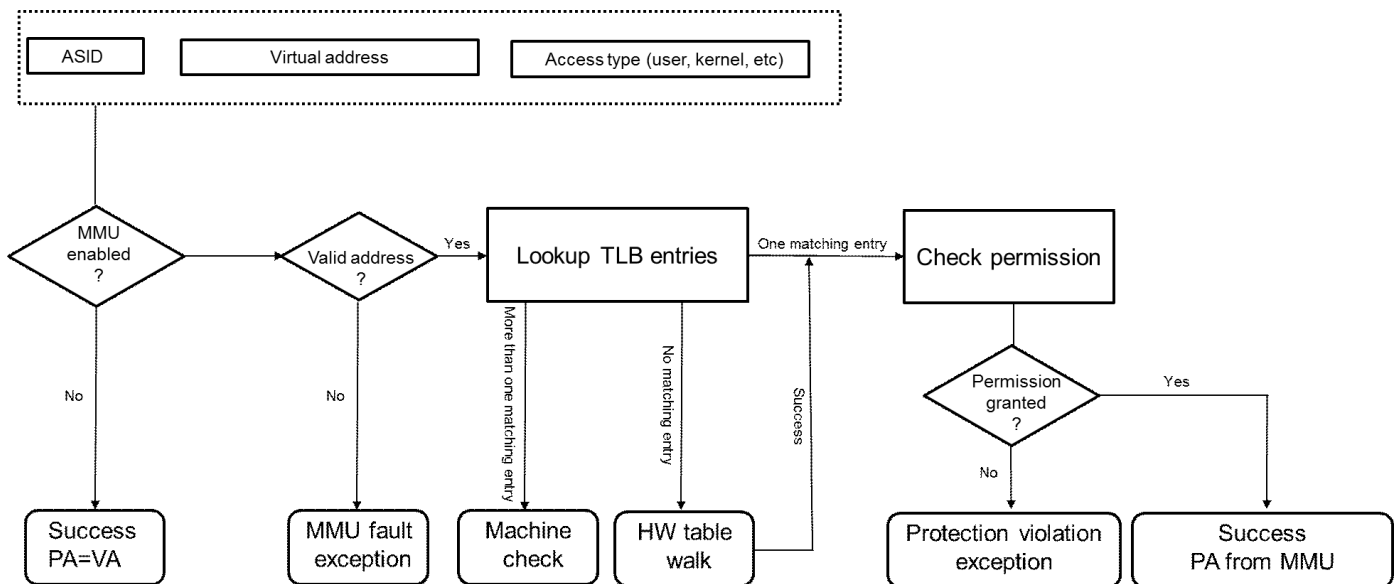 ASID
Virtual address
Access type (user, kernel, etc)
MMU
enabled
?
Valid address
?
Yes
Lookup TLB entries
One matching entry
Check permission
No
No
More than one matching entry
No matching entry
Success
Permission
granted
?
Yes
No
Success
PA=VA
MMU fault
exception
Machine
check
HW table
walk
Protection violation
exception
Success
PA from MMU